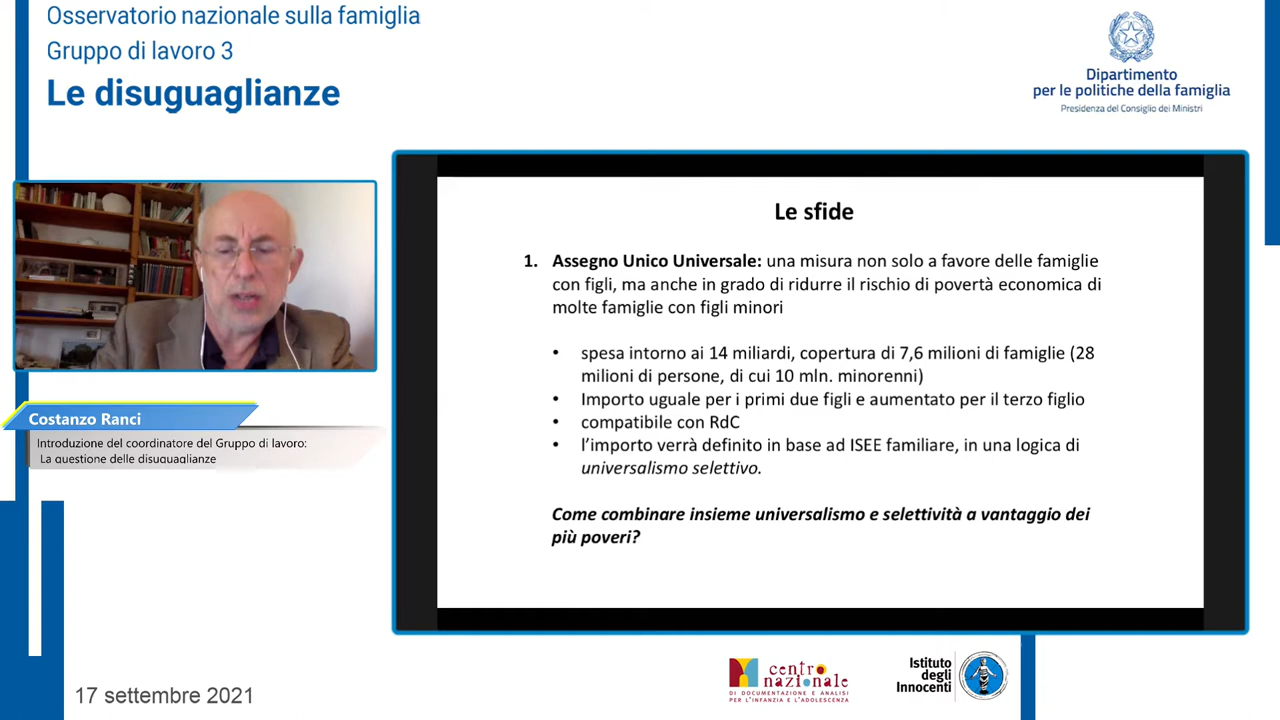 Osservatorio nazionale sulla famiglia
Gruppo di lavoro 3
Le disuguaglianze
Dipartimento
per le politiche della famiglia
Presidenza del Consiglio dei Ministri
Le sfide
1. Assegno Unico Universale: una misura non solo a favore delle famiglie
con figli, ma anche in grado di ridurre il rischio di povertà economica di
molte famiglie con figli minori
• spesa intorno ai 14 miliardi, copertura di 7,6 milioni di famiglie (28
milioni di persone, di cui 10 mln. minorenni)
• Importo uguale per i primi due figli e aumentato per il terzo figlio
• compatibile con RdC
• l’importo verrà definito in base ad ISEE familiare, in una logica di
universalismo selettivo.
Come combinare insieme universalismo e selettività a vantaggio dei
più poveri?
Costanzo Ranci
Introduzione del coordinatore del Gruppo di lavoro:
La questione delle disuguaglianze
17 settembre 2021
centro
nazionale
DI DOCUMENTAZIONE E ANALISI
PER L'INFANZIA E L'ADOLESCENZA
Istituto
degli
Innocenti